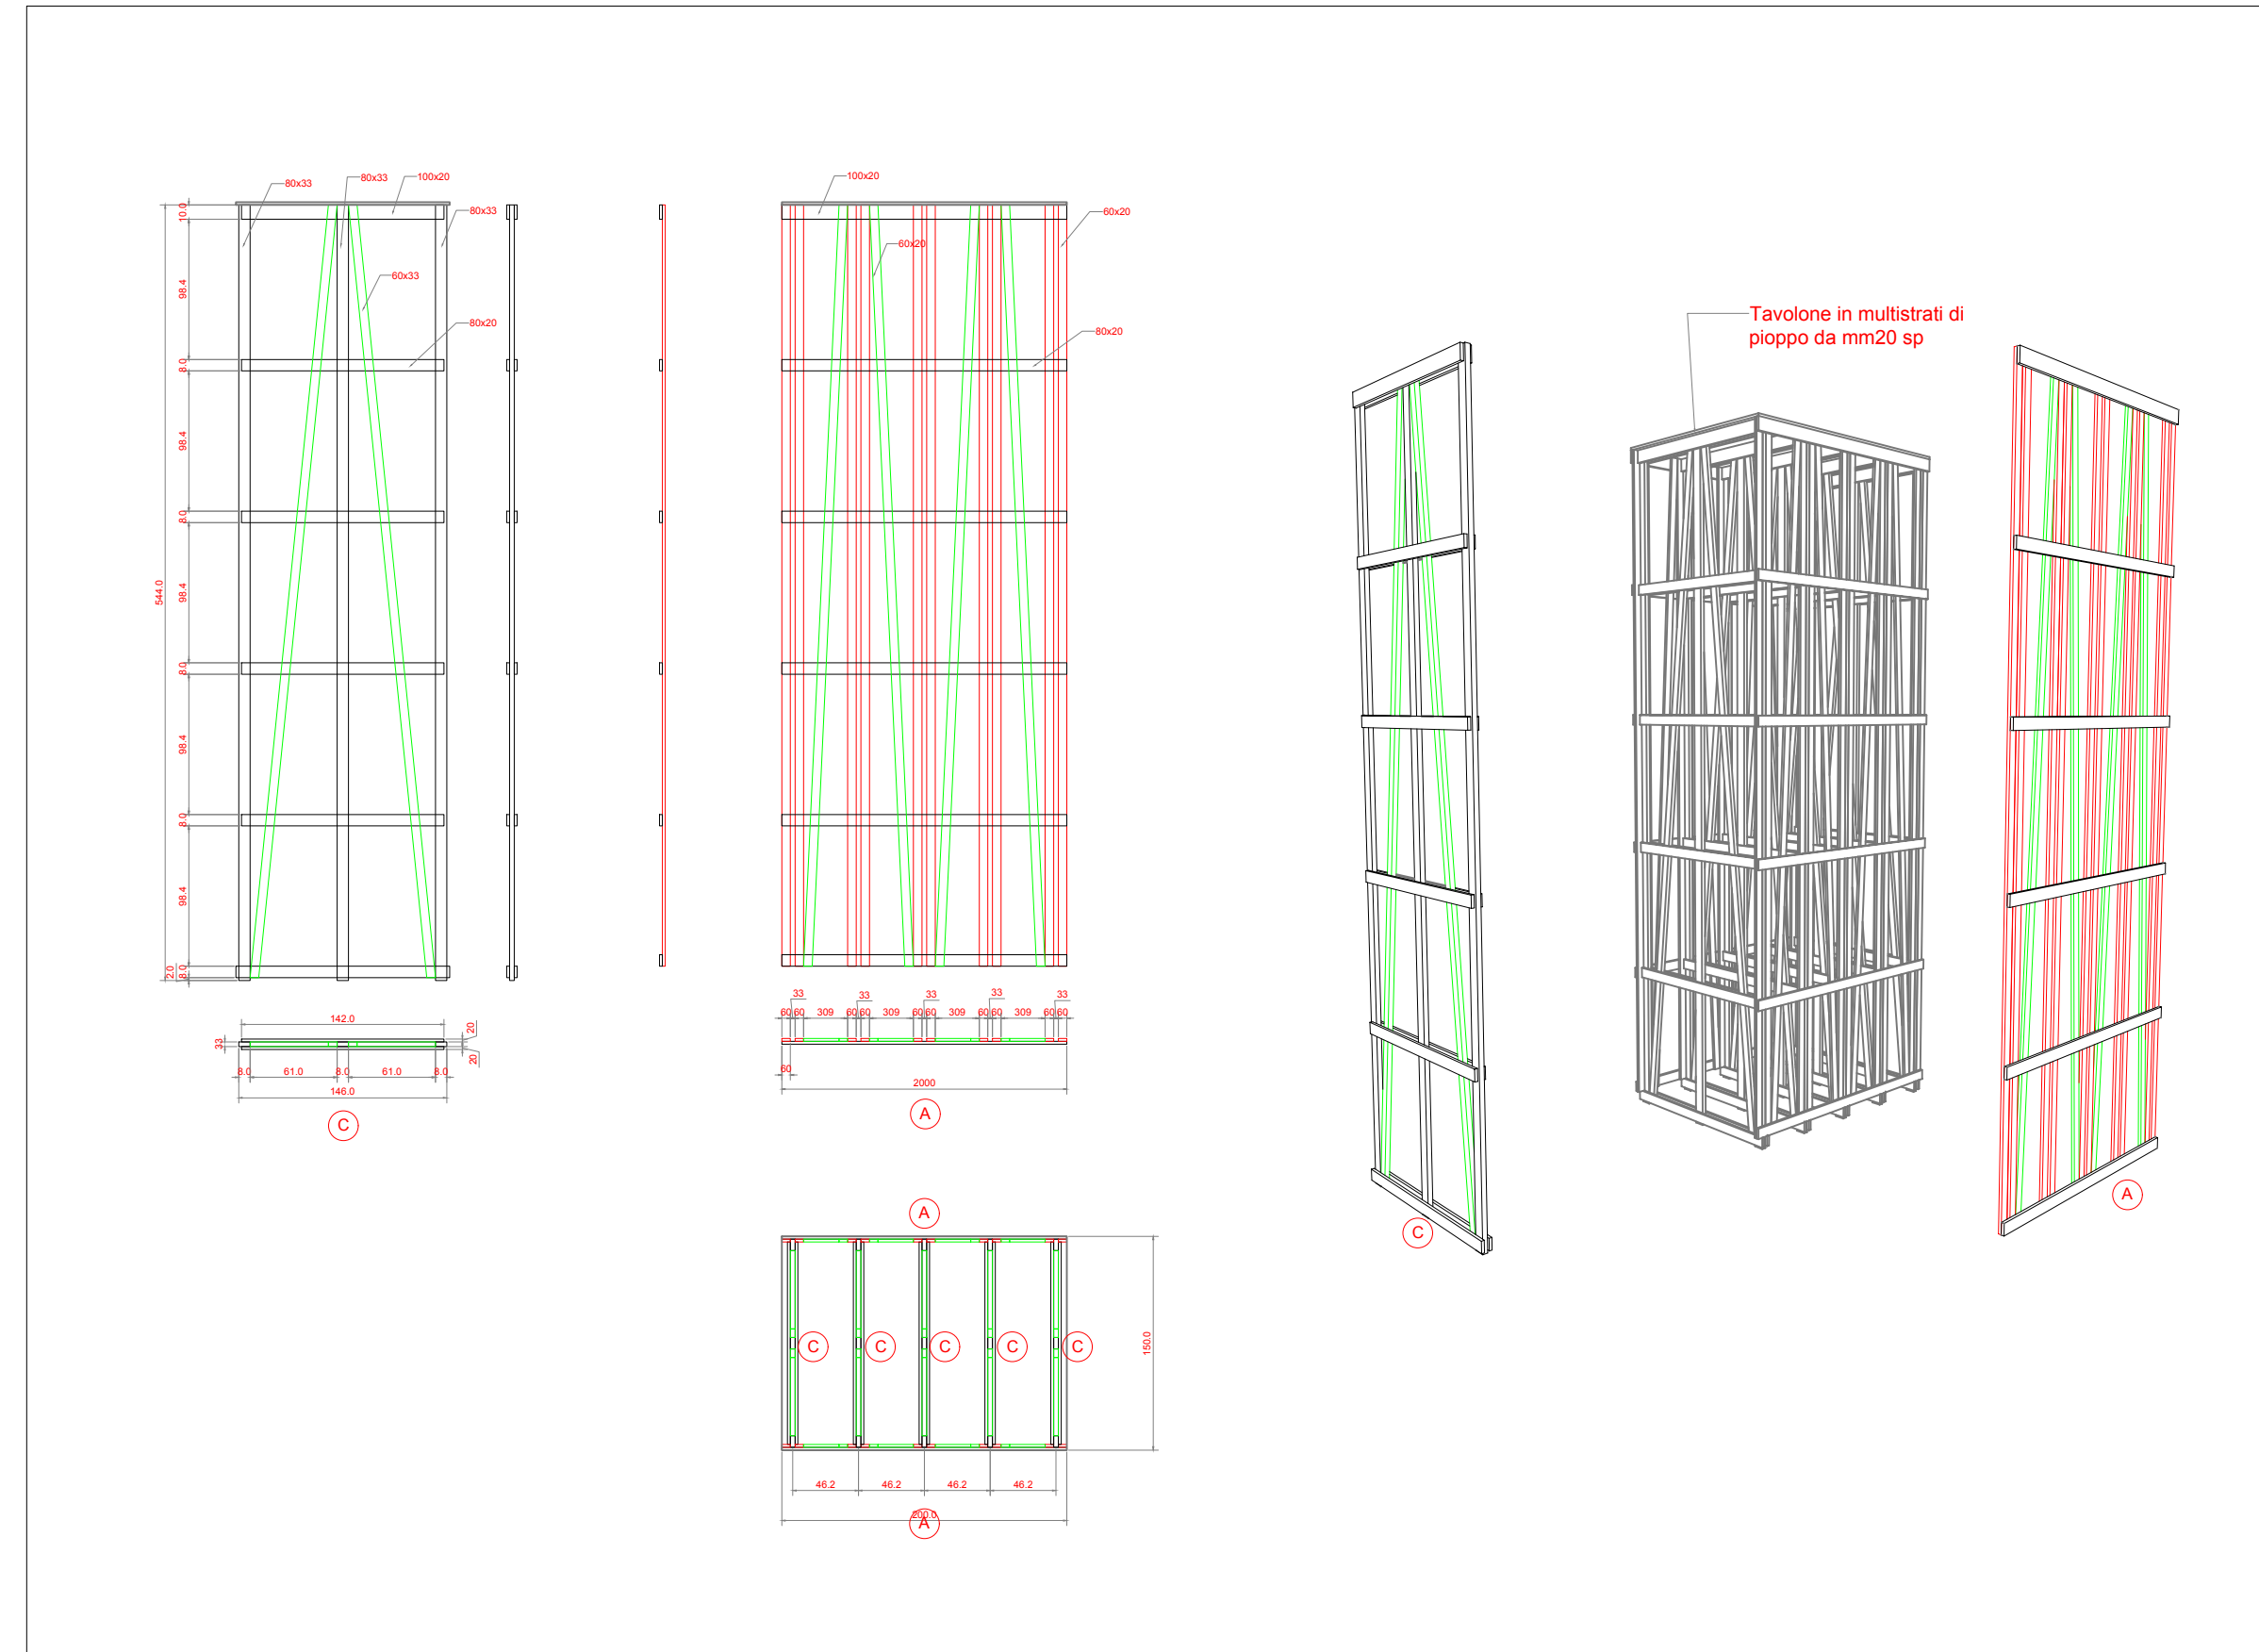 80x33
80x33
100x20
80x33
60x33
80x20
10.0
98.4
8.0
98.4
8.0
98.4
8.0
98.4
8.0
98.4
8.0
2.0
544.0
142.0
20
33
20
8.0
61.0
8.0
61.0
8.0
146.0
C
100x20
60x20
60x20
80x20
33
33
33
33
33
60
60
309
60
60
309
60
60
309
60
60
309
60
60
60
2000
A
A
C
C
C
C
C
150.0
46.2
46.2
46.2
46.2
200.0
A
C
Tavolone in multistrati di
pioppo da mm20 sp
A